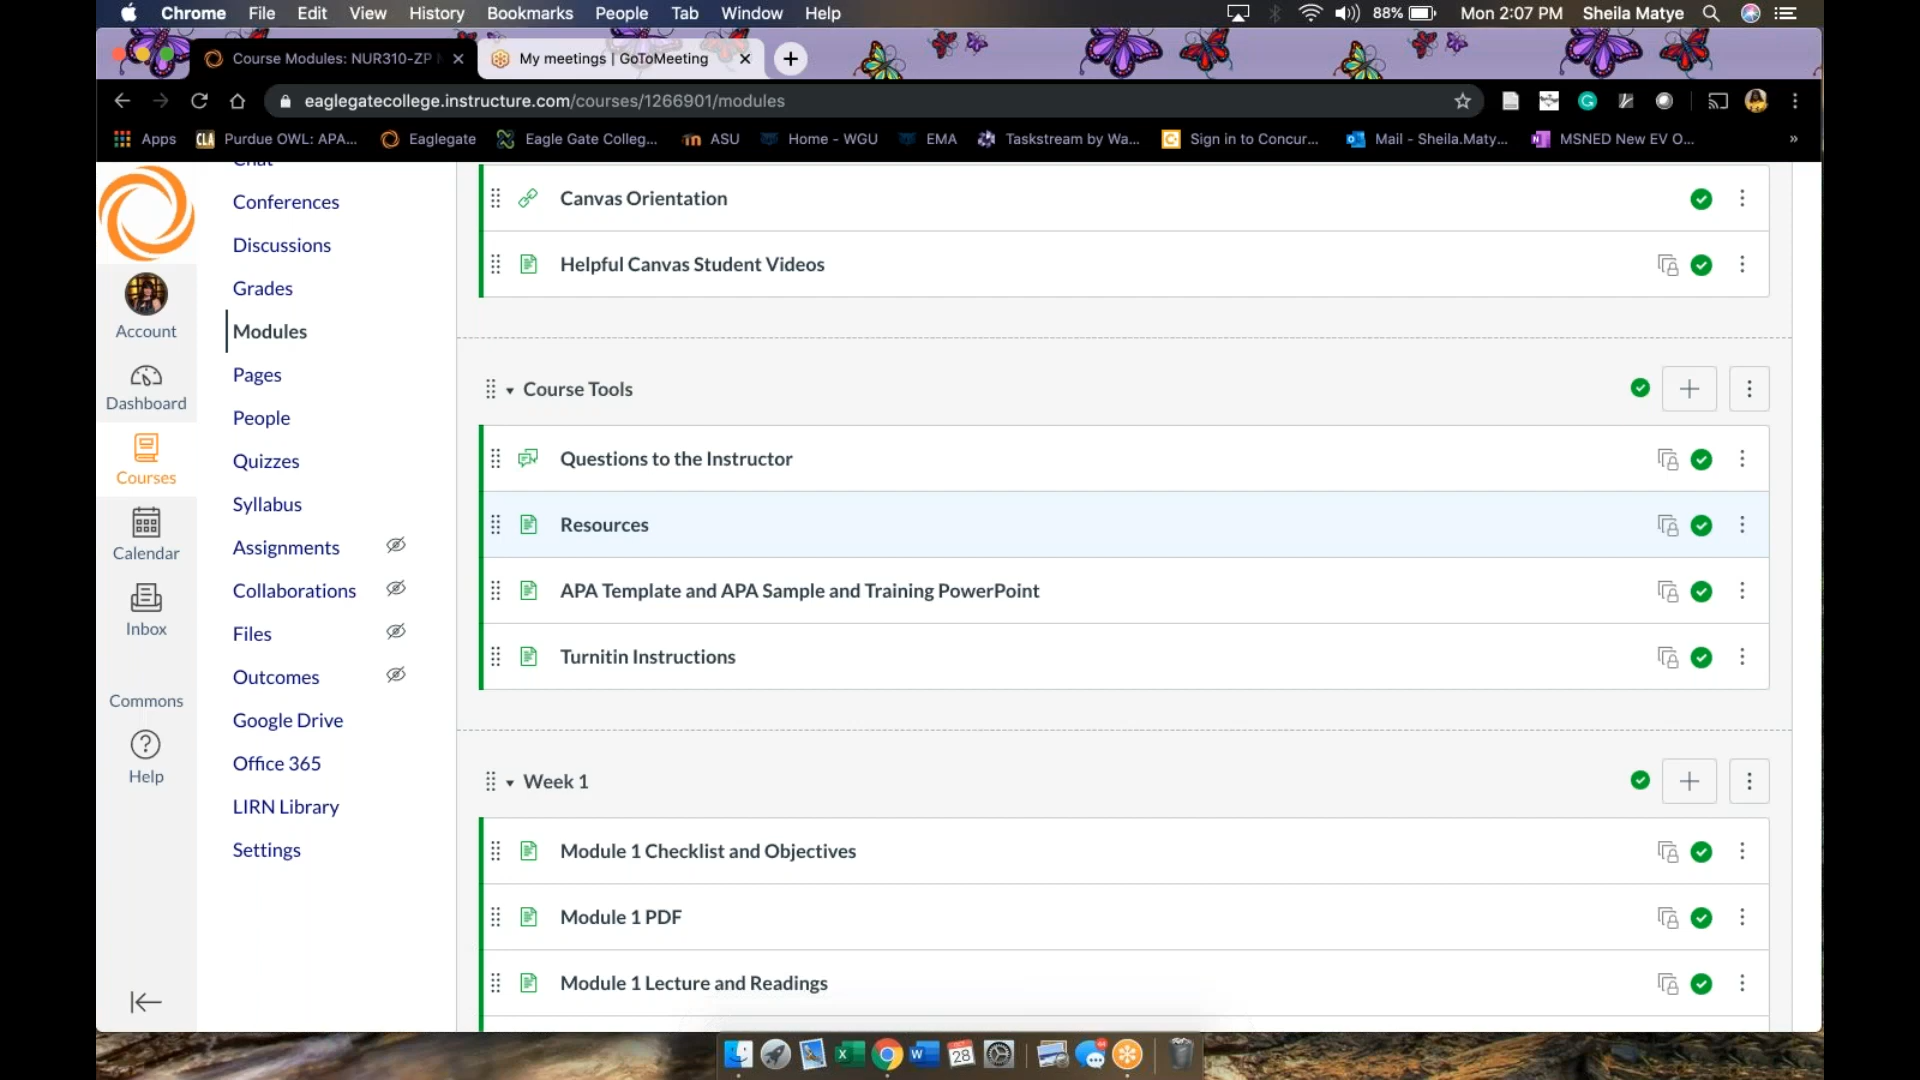 Chrome File Edit View History Bookmarks People Tab Window Help 88% Mon 2:07 PM Sheila Matye
Course Modules: NUR310-ZP My meetings | GoToMeeting
eaglegatecollege.instructure.com/courses/1266901/modules
Apps CLA Purdue OWL: APA... Eaglegate Eagle Gate Colleg... ASU Home - WGU EMA Taskstream by Wa... Sign in to Concur... Mail - Sheila.Maty... MSNED New EV O... »
Chat
Conferences
Discussions
Grades
Modules
Pages
People
Quizzes
Syllabus
Assignments
Collaborations
Files
Outcomes
Google Drive
Office 365
LIRN Library
Settings
Account
Dashboard
Courses
Calendar
Inbox
Commons
Help
Canvas Orientation
Helpful Canvas Student Videos
Course Tools
Questions to the Instructor
Resources
APA Template and APA Sample and Training PowerPoint
Turnitin Instructions
Week 1
Module 1 Checklist and Objectives
Module 1 PDF
Module 1 Lecture and Readings
28